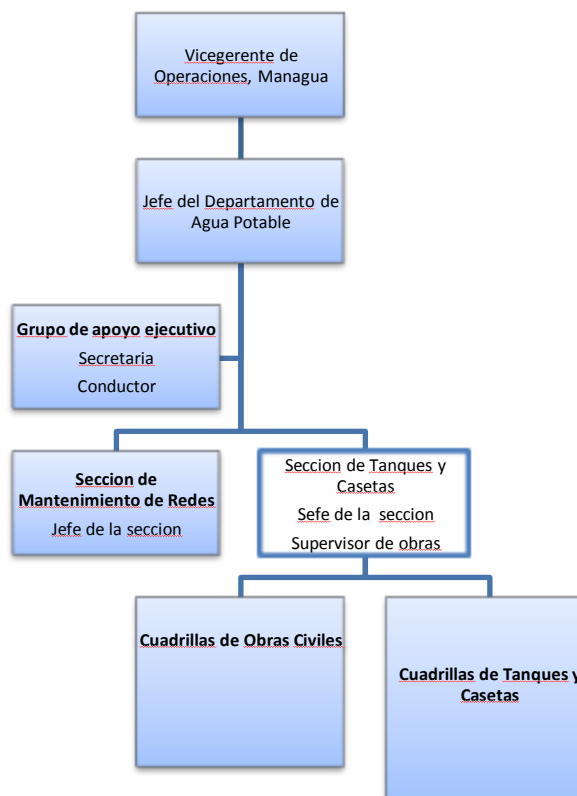 Vicegerente de
Operaciones, Managua
Jefe del Departamento de
Agua Potable
Grupo de apoyo ejecutivo
Secretaria
Conductor
Seccion de
Mantenimiento de Redes
Jefe de la seccion
Seccion de Tanques y
Casetas
Sefe de la seccion
Supervisor de obras
Cuadrillas de Obras Civiles
Cuadrillas de Tanques y
Casetas